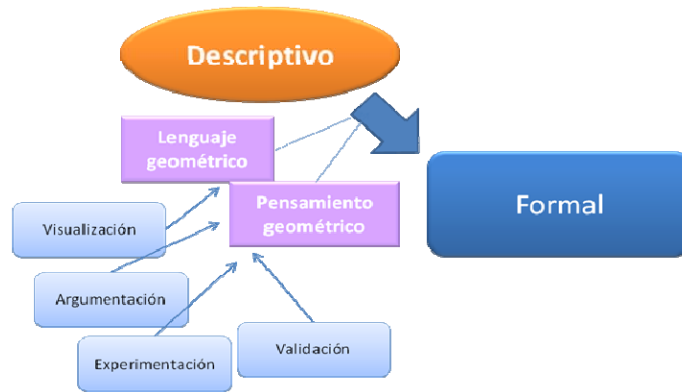 Descriptivo
Lenguaje
geométrico
Pensamiento
geométrico
Formal
Visualización
Argumentación
Experimentación
Validación